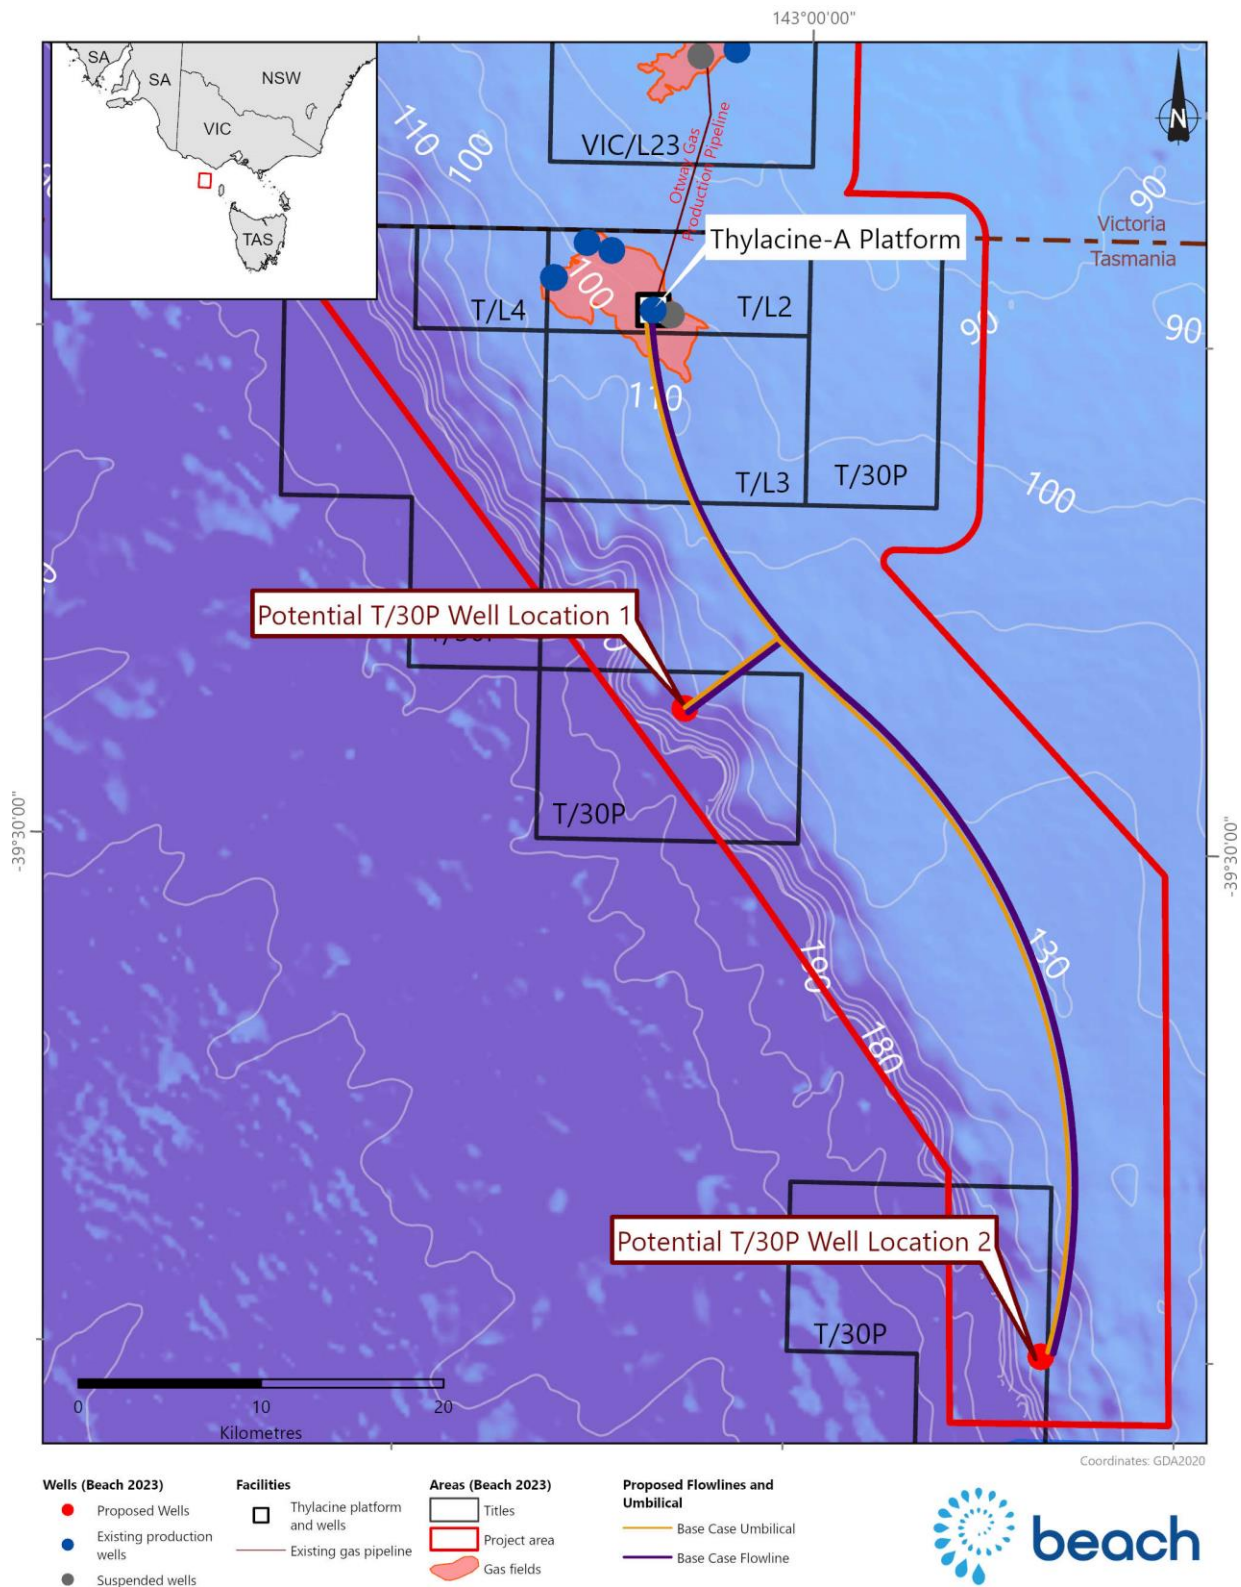 143°00'00"
SA
SA
NSW
VIC
TAS
N
110
100
VIC/L23
Otway Gas
Production Pipeline
90
Victoria
Tasmania
Thylacine-A Platform
100
T/L4
T/L2
90
90
110
T/L3
T/30P
100
Potential T/30P Well Location 1
T/30P
-39°30'00"
-39°30'00"
130
190
180
Potential T/30P Well Location 2
T/30P
0 10 20
Kilometres
Coordinates: GDA2020
Wells (Beach 2023)
Proposed Wells
Existing production
wells
Suspended wells
Facilities
Thylacine platform
and wells
Existing gas pipeline
Areas (Beach 2023)
Titles
Project area
Gas fields
Proposed Flowlines and
Umbilical
Base Case Umbilical
Base Case Flowline
beach